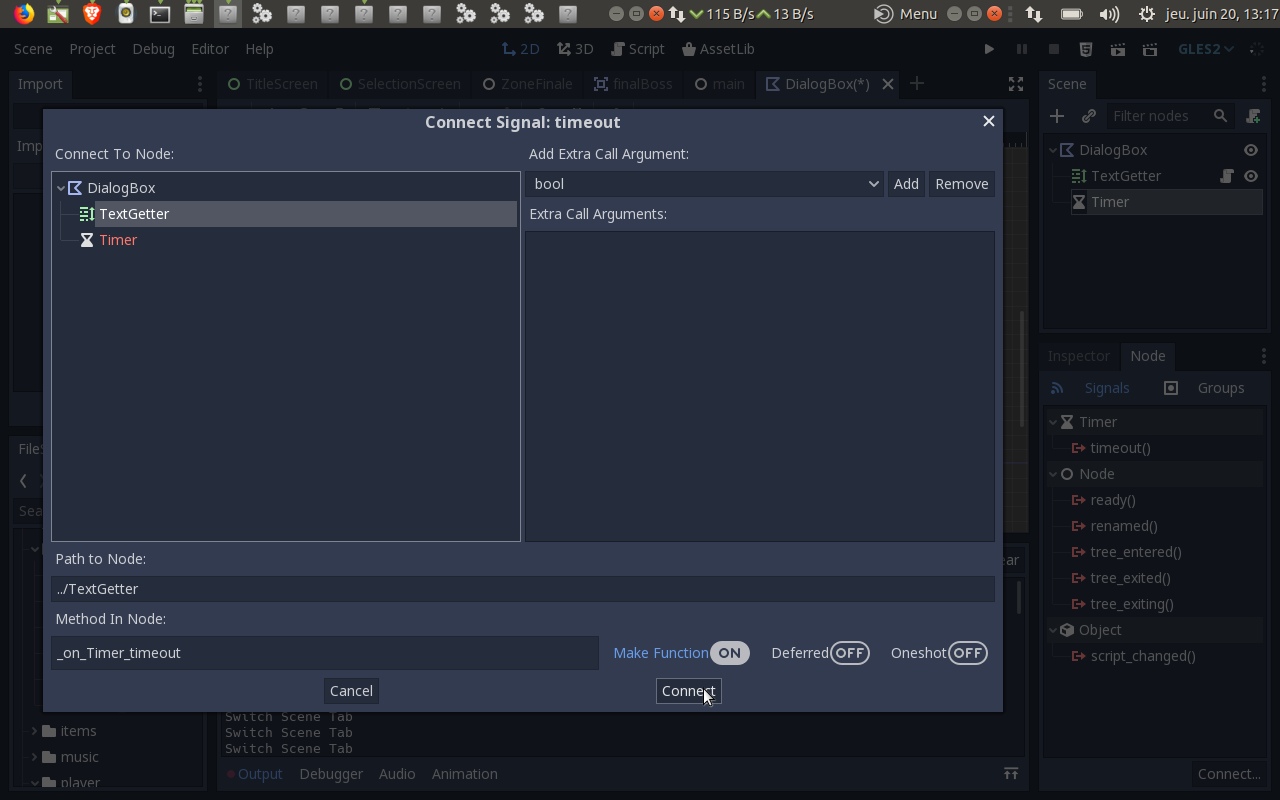 115 B/s 13 B/s Menu jeu. juin 20, 13:17
Scene Project Debug Editor Help 2D 3D Script AssetLib GLES2
Import TitleScreen SelectionScreen ZoneFinale finalBoss main DialogBox(*) Scene
Filter nodes
Connect Signal: timeout
Connect To Node: Add Extra Call Argument:
DialogBox bool Add Remove
TextGetter Extra Call Arguments:
Timer
Path to Node:
../TextGetter
Method In Node:
_on_Timer_timeout Make Function ON Deferred OFF Oneshot OFF
Cancel Connect
DialogBox
TextGetter
Timer
Inspector Node
Signals Groups
Timer
timeout()
Node
ready()
renamed()
tree_entered()
tree_exited()
tree_exiting()
Object
script_changed()
Connect...
items
music
player
Switch Scene Tab
Switch Scene Tab
Switch Scene Tab
Output Debugger Audio Animation